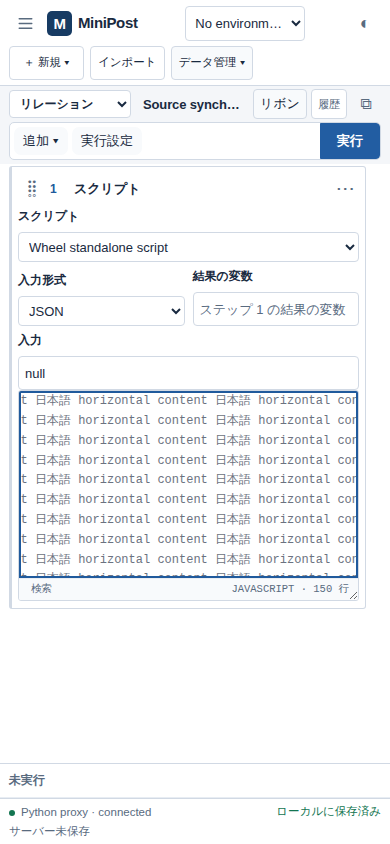 M MiniPost
No environm…
＋ 新規 ▾
インポート
データ管理 ▾
リレーション
Source synch…
リボン
履歴
追加 ▾
実行設定
実行
1 スクリプト
スクリプト
Wheel standalone script
入力形式
結果の変数
JSON
ステップ 1 の結果の変数
入力
null
t 日本語 horizontal content 日本語 horizontal con
t 日本語 horizontal content 日本語 horizontal con
t 日本語 horizontal content 日本語 horizontal con
t 日本語 horizontal content 日本語 horizontal con
t 日本語 horizontal content 日本語 horizontal con
t 日本語 horizontal content 日本語 horizontal con
t 日本語 horizontal content 日本語 horizontal con
t 日本語 horizontal content 日本語 horizontal con
t 日本語 horizontal content 日本語 horizontal con
t 日本語 horizontal content 日本語 horizontal con
検索
JAVASCRIPT · 150 行
未実行
Python proxy · connected
ローカルに保存済み
サーバー未保存